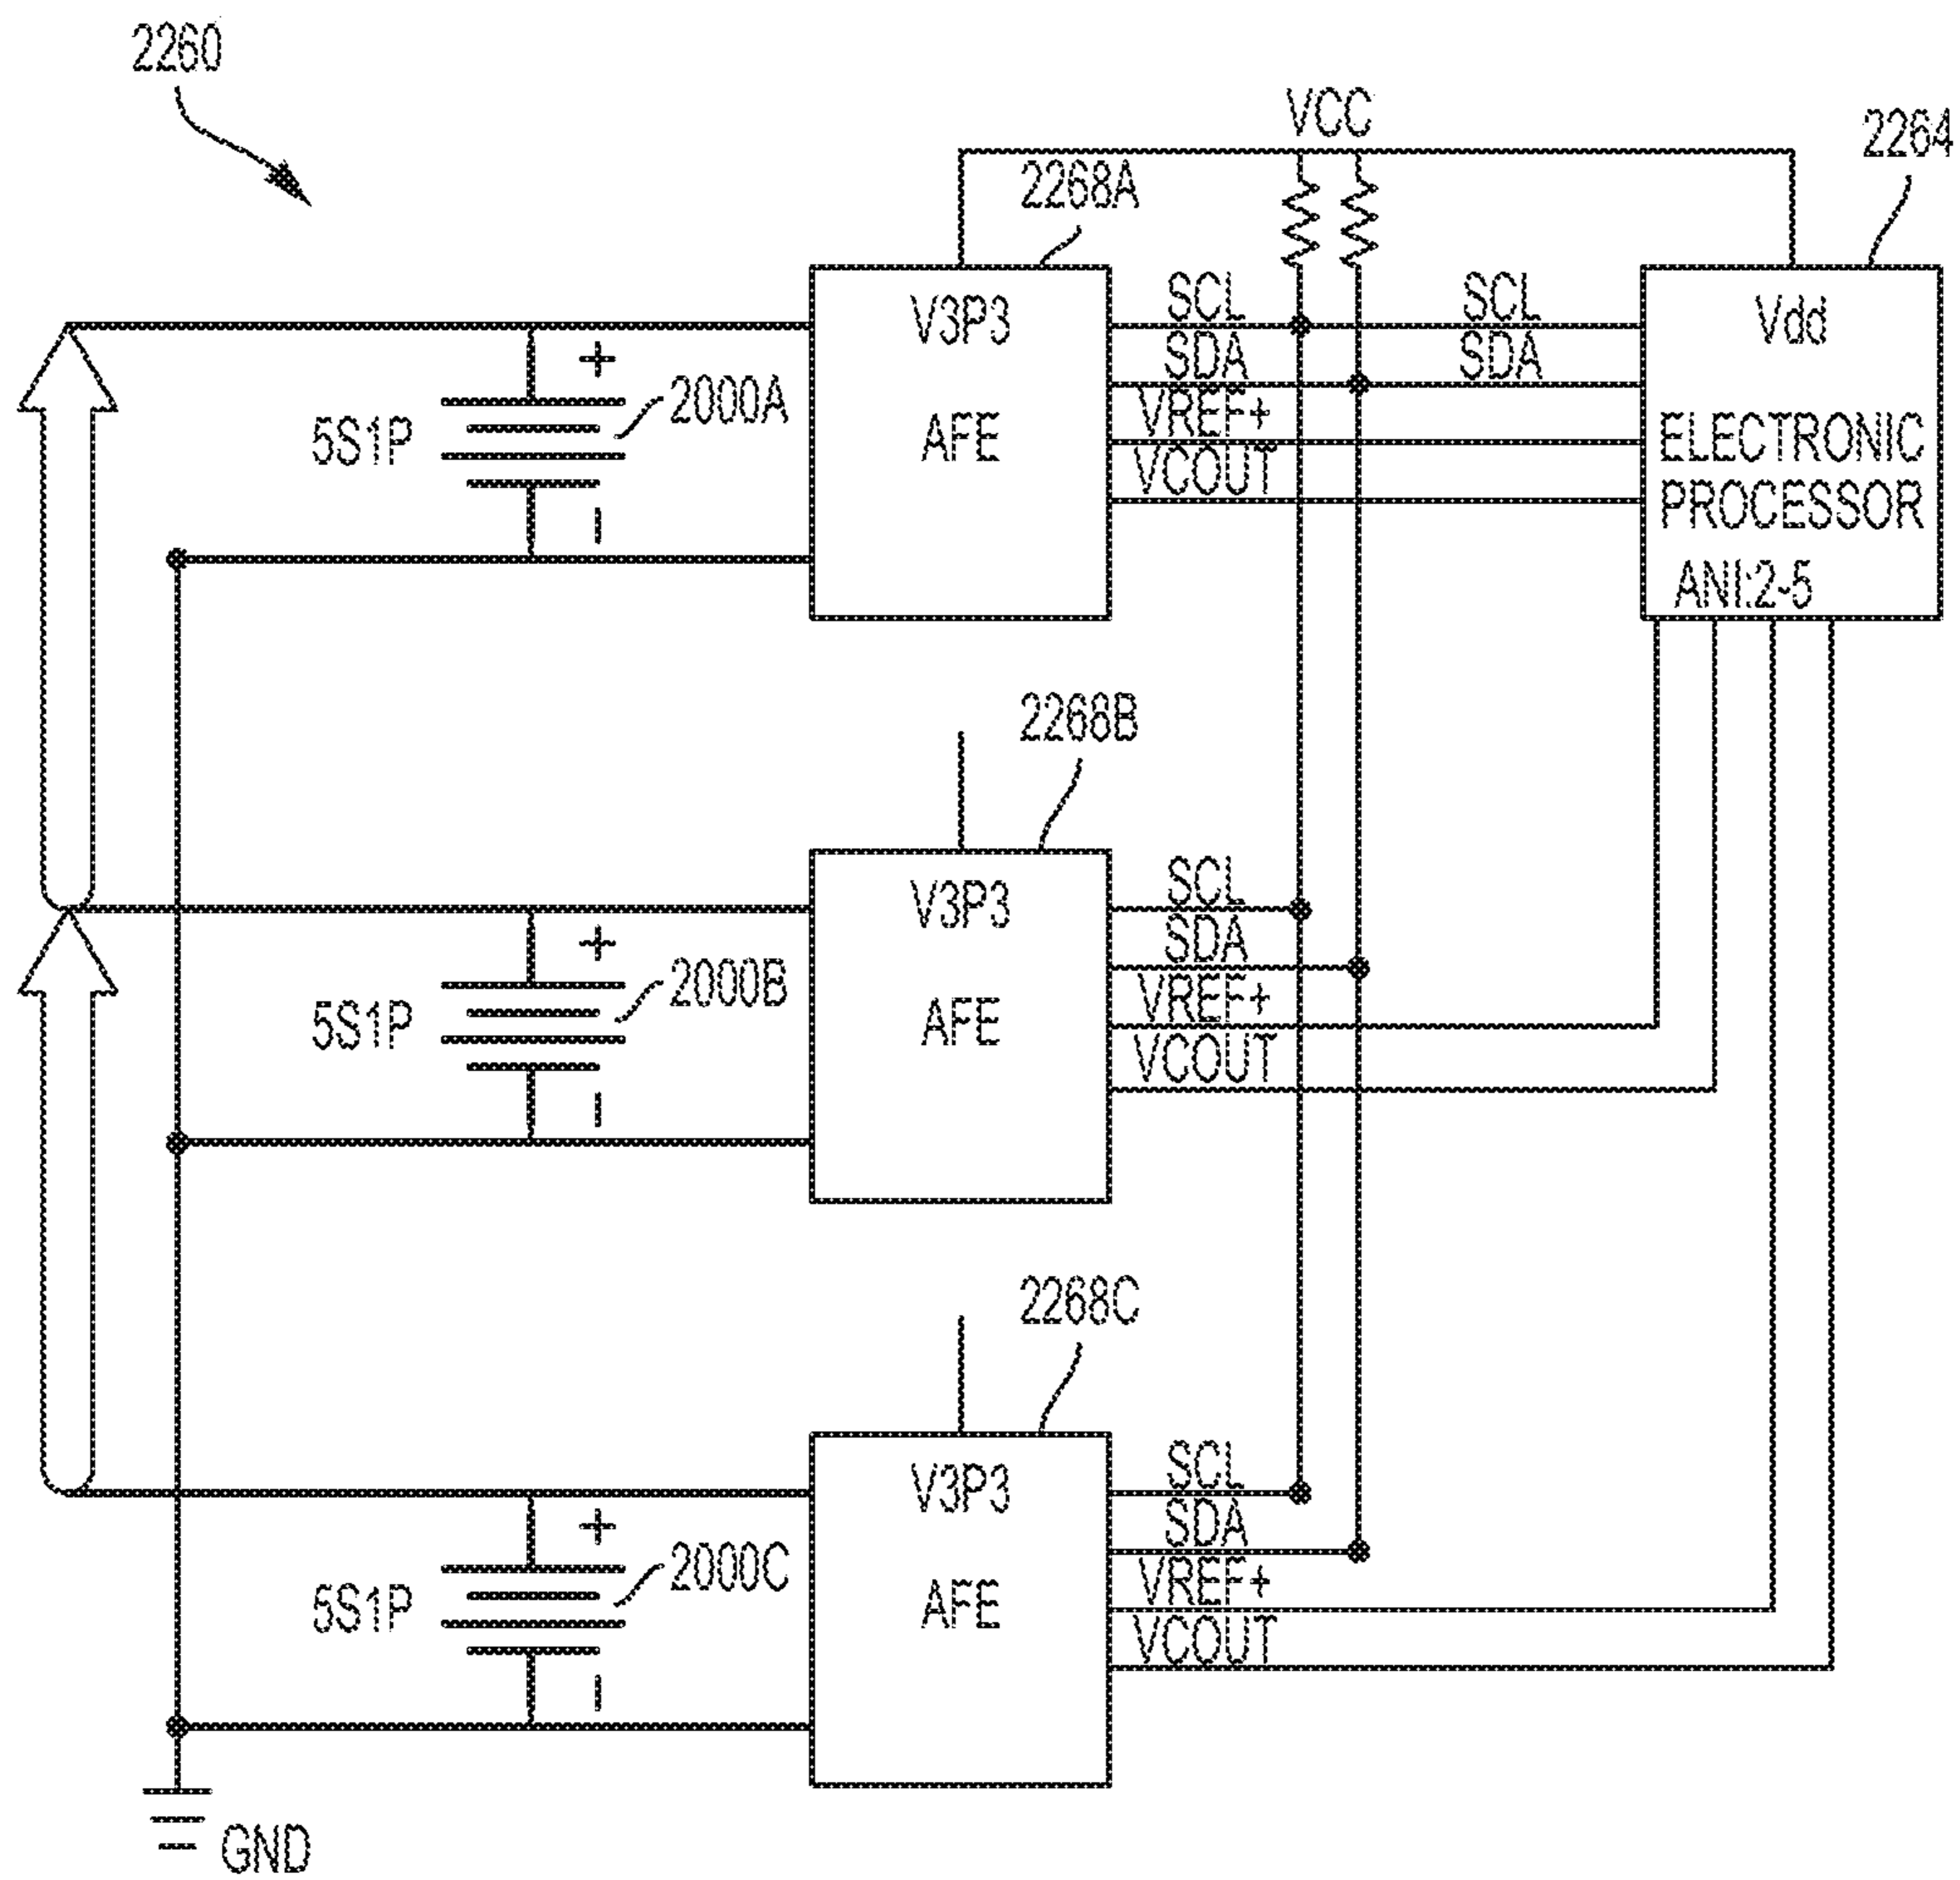 2260
VCC
2264
2268A
V3P3
SCL
SCL
Vdd
SDA
SDA
+
2000A
VREF+
5S1P
AFE
ELECTRONIC
VCOUT
PROCESSOR
-
ANI:2-5
2268B
V3P3
SCL
+
SDA
2000B
VREF+
5S1P
AFE
VCOUT
-
2268C
V3P3
SCL
+
SDA
2000C
VREF+
5S1P
AFE
VCOUT
-
GND